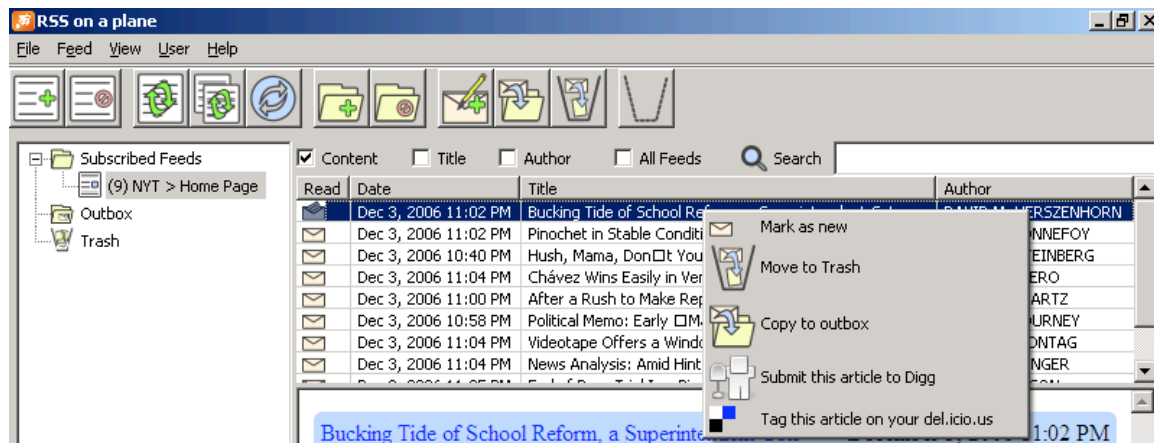 RSS on a plane
File Feed View User Help
Subscribed Feeds
(9) NYT > Home Page
Outbox
Trash
Content Title Author All Feeds Search
Read Date Title Author
Dec 3, 2006 11:02 PM Bucking Tide of School
Dec 3, 2006 11:02 PM Pinochet in Stable ONNEFOY
Dec 3, 2006 10:40 PM Hush, Mama, Don□t You EINBERG
Dec 3, 2006 11:04 PM Chávez Wins Easily in Ver ERO
Dec 3, 2006 11:00 PM After a Rush to Make Rep ARTZ
Dec 3, 2006 10:58 PM Political Memo: Early □M URNEY
Dec 3, 2006 11:04 PM Videotape Offers a Windo ONTAG
Dec 3, 2006 11:04 PM News Analysis: Amid Hint NGER
Mark as new
Move to Trash
Copy to outbox
Submit this article to Digg
Tag this article on your del.icio.us
Bucking Tide of School Reform, a 1:02 PM